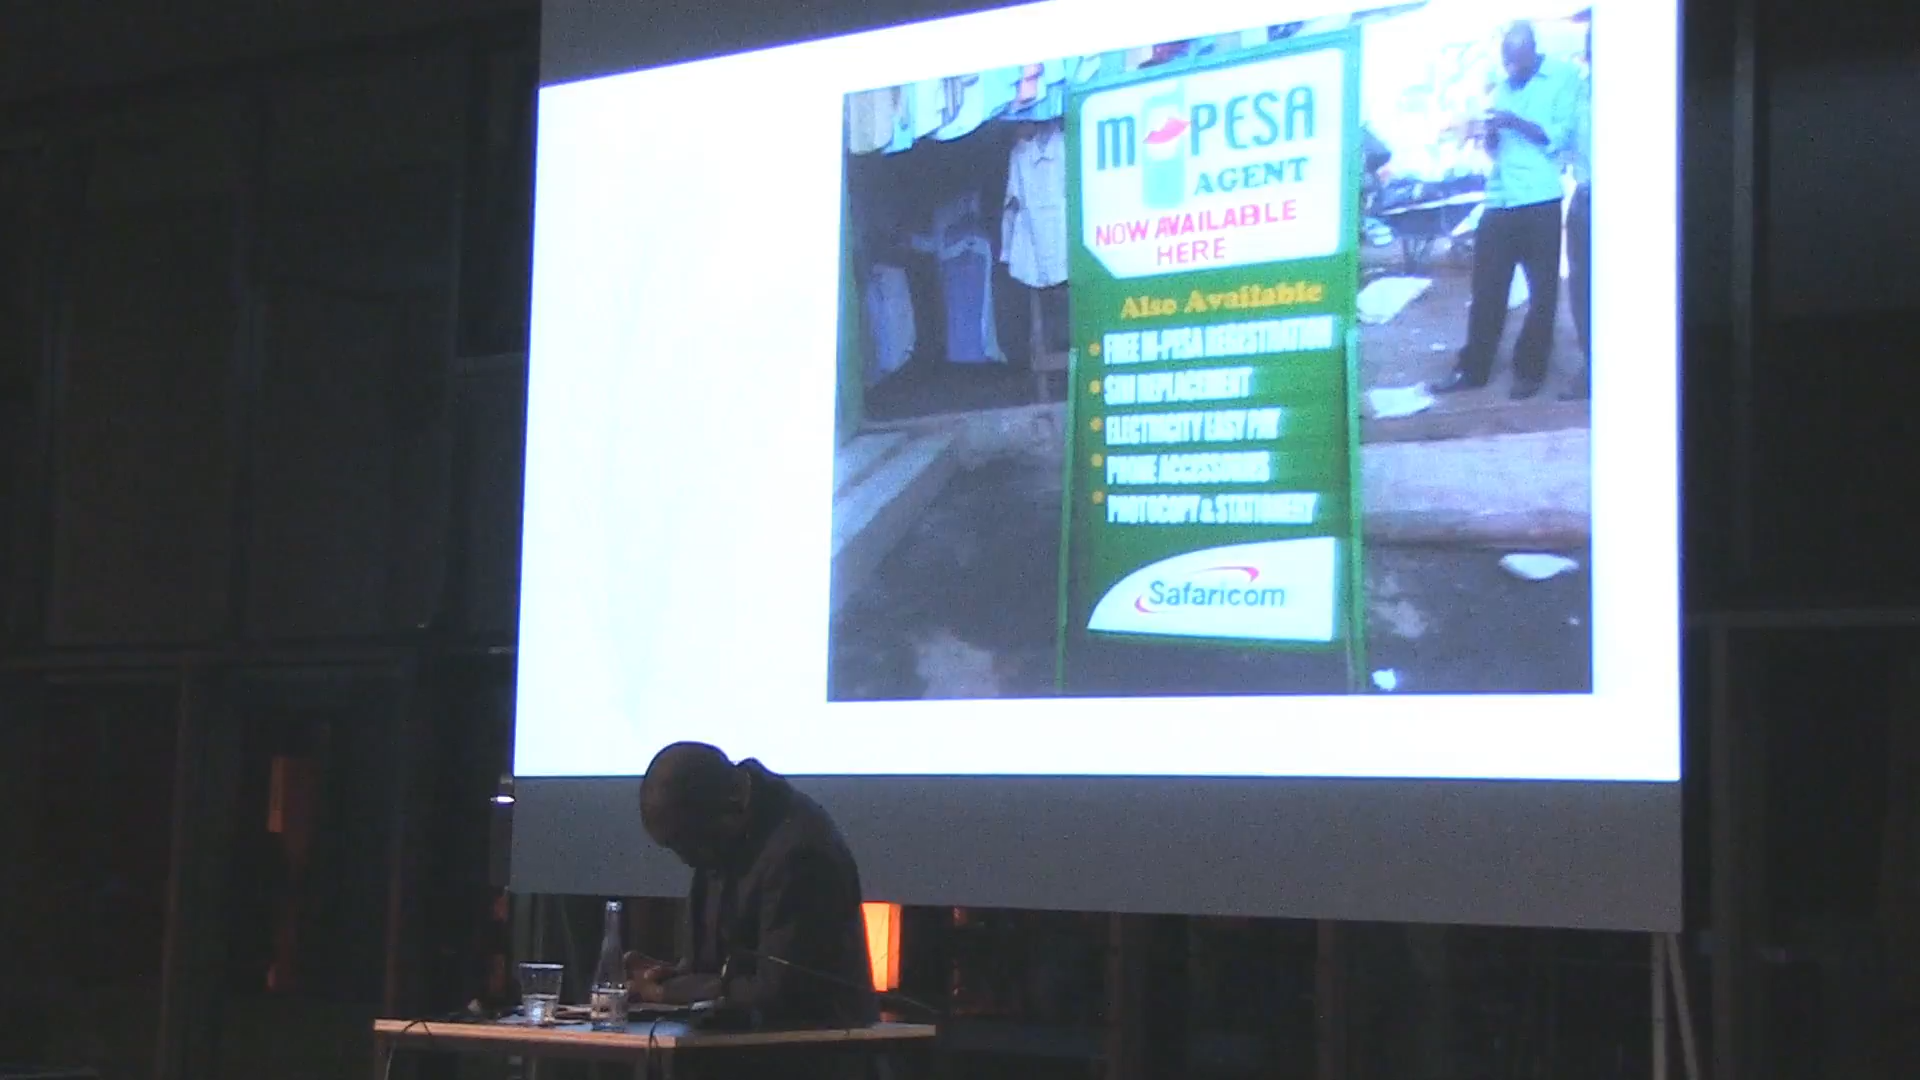 m PESA
AGENT
NOW AVAILABLE
HERE
Also Available
• FREE M-PESA REGISTRATION
• SIM REPLACEMENT
• ELECTRICITY EASY PAY
• PHONE ACCESSORIES
• PHOTOCOPY & STATIONERY
Safaricom